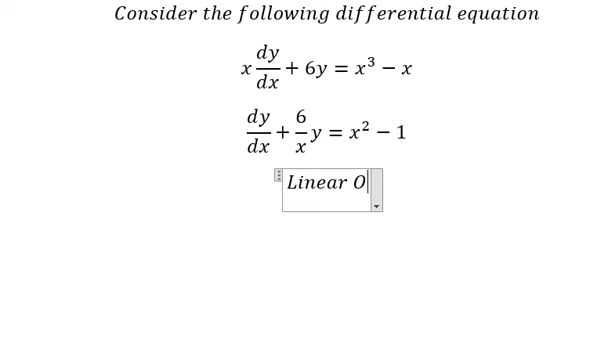 Consider the following differential equation
x dy/dx + 6y = x³ − x
dy/dx + 6/x y = x² − 1
Linear O